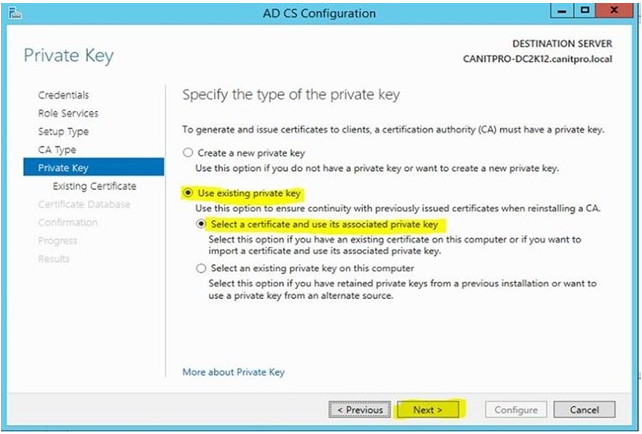 AD CS Configuration
Private Key
DESTINATION SERVER
CANITPRO-DC2K12.canitpro.local
Credentials
Role Services
Setup Type
CA Type
Private Key
Existing Certificate
Certificate Database
Confirmation
Progress
Results
Specify the type of the private key
To generate and issue certificates to clients, a certification authority (CA) must have a private key.
Create a new private key
Use this option if you do not have a private key or want to create a new private key.
Use existing private key
Use this option to ensure continuity with previously issued certificates when reinstalling a CA.
Select a certificate and use its associated private key
Select this option if you have an existing certificate on this computer or if you want to
import a certificate and use its associated private key.
Select an existing private key on this computer
Select this option if you have retained private keys from a previous installation or want to
use a private key from an alternate source.
More about Private Key
< Previous
Next >
Configure
Cancel